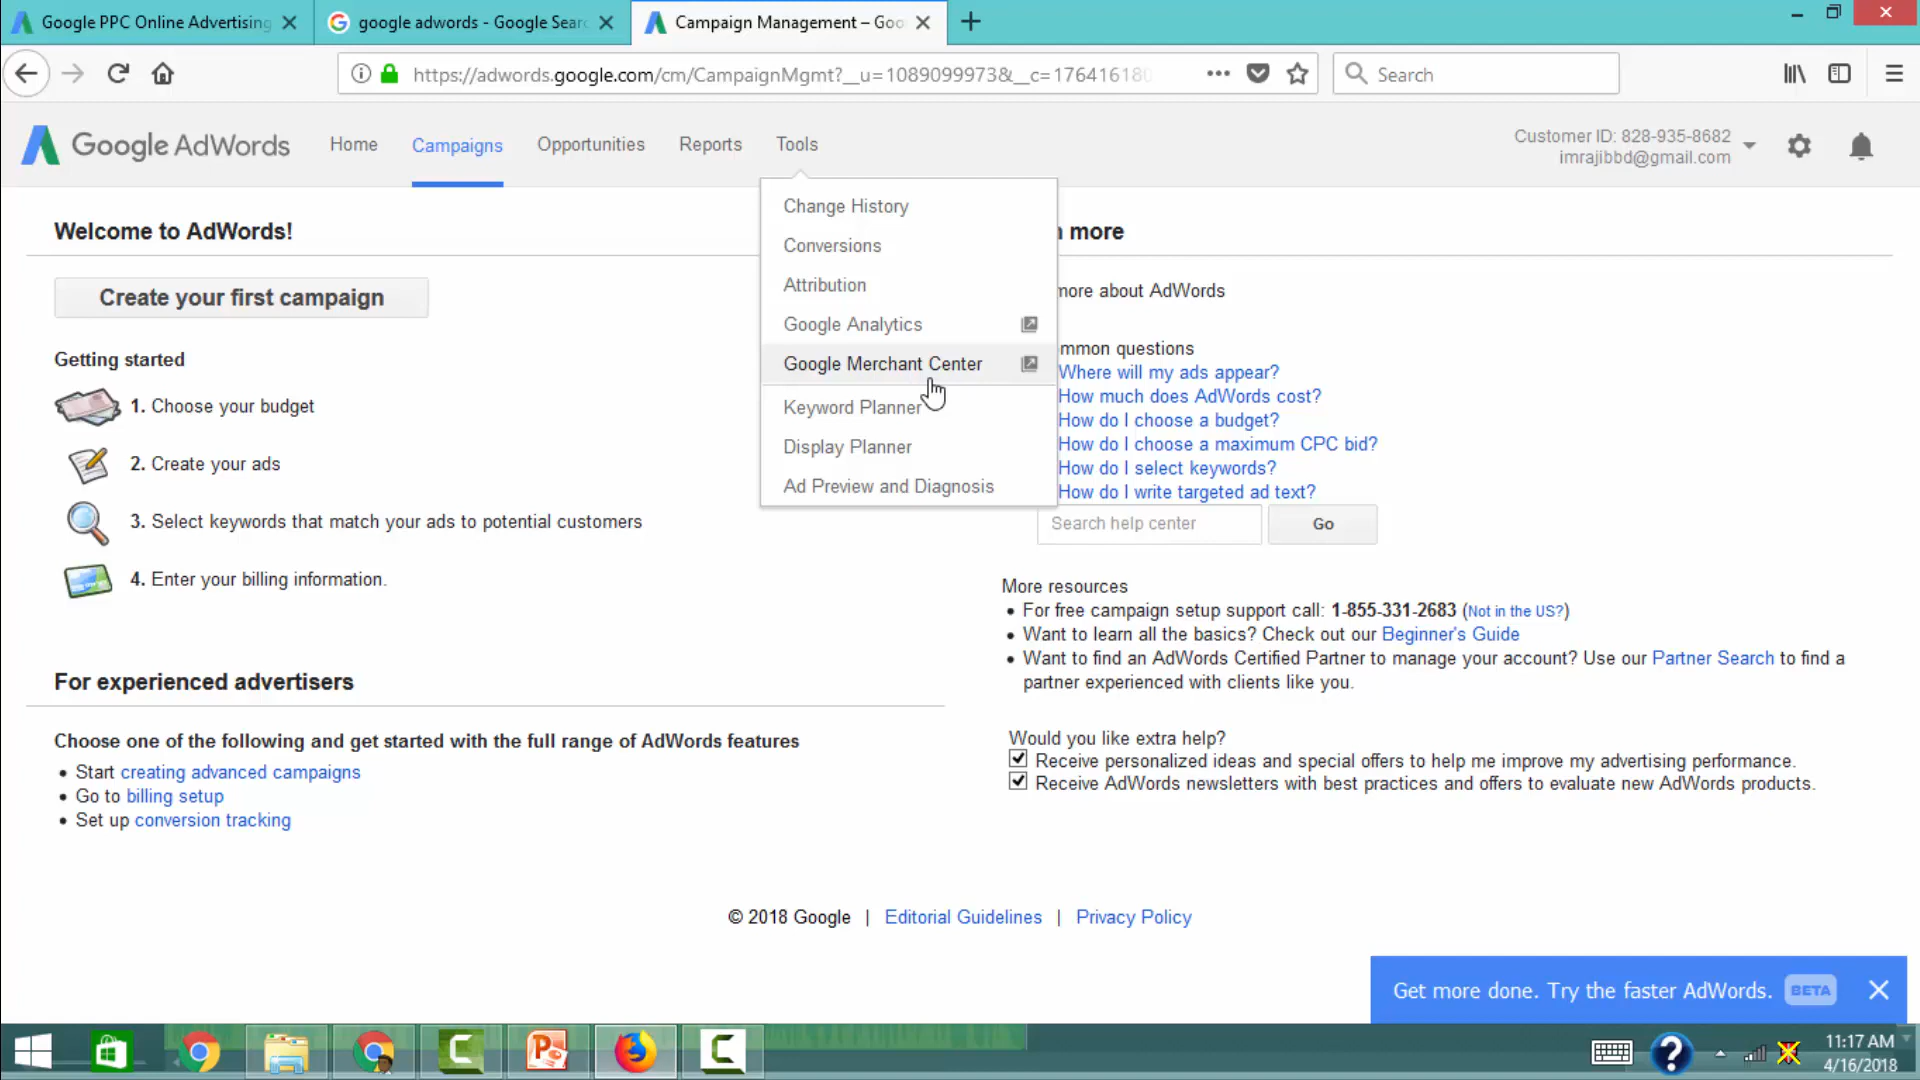 Google PPC Online Advertising
google adwords - Google Sear
Campaign Management – Goo
https://adwords.google.com/cm/CampaignMgmt?__u=1089099973&__c=176416180
Search
Google AdWords
Home
Campaigns
Opportunities
Reports
Tools
Customer ID: 828-935-8682
imrajibbd@gmail.com
Change History
Conversions
Attribution
Google Analytics
Google Merchant Center
Keyword Planner
Display Planner
Ad Preview and Diagnosis
Welcome to AdWords!
Create your first campaign
Getting started
1. Choose your budget
2. Create your ads
3. Select keywords that match your ads to potential customers
4. Enter your billing information.
For experienced advertisers
Choose one of the following and get started with the full range of AdWords features
• Start creating advanced campaigns
• Go to billing setup
• Set up conversion tracking
more
more about AdWords
mmon questions
Where will my ads appear?
How much does AdWords cost?
How do I choose a budget?
How do I choose a maximum CPC bid?
How do I select keywords?
How do I write targeted ad text?
Search help center
Go
More resources
• For free campaign setup support call: 1-855-331-2683 (Not in the US?)
• Want to learn all the basics? Check out our Beginner's Guide
• Want to find an AdWords Certified Partner to manage your account? Use our Partner Search to find a
partner experienced with clients like you.
Would you like extra help?
Receive personalized ideas and special offers to help me improve my advertising performance.
Receive AdWords newsletters with best practices and offers to evaluate new AdWords products.
© 2018 Google | Editorial Guidelines | Privacy Policy
Get more done. Try the faster AdWords. BETA
11:17 AM
4/16/2018